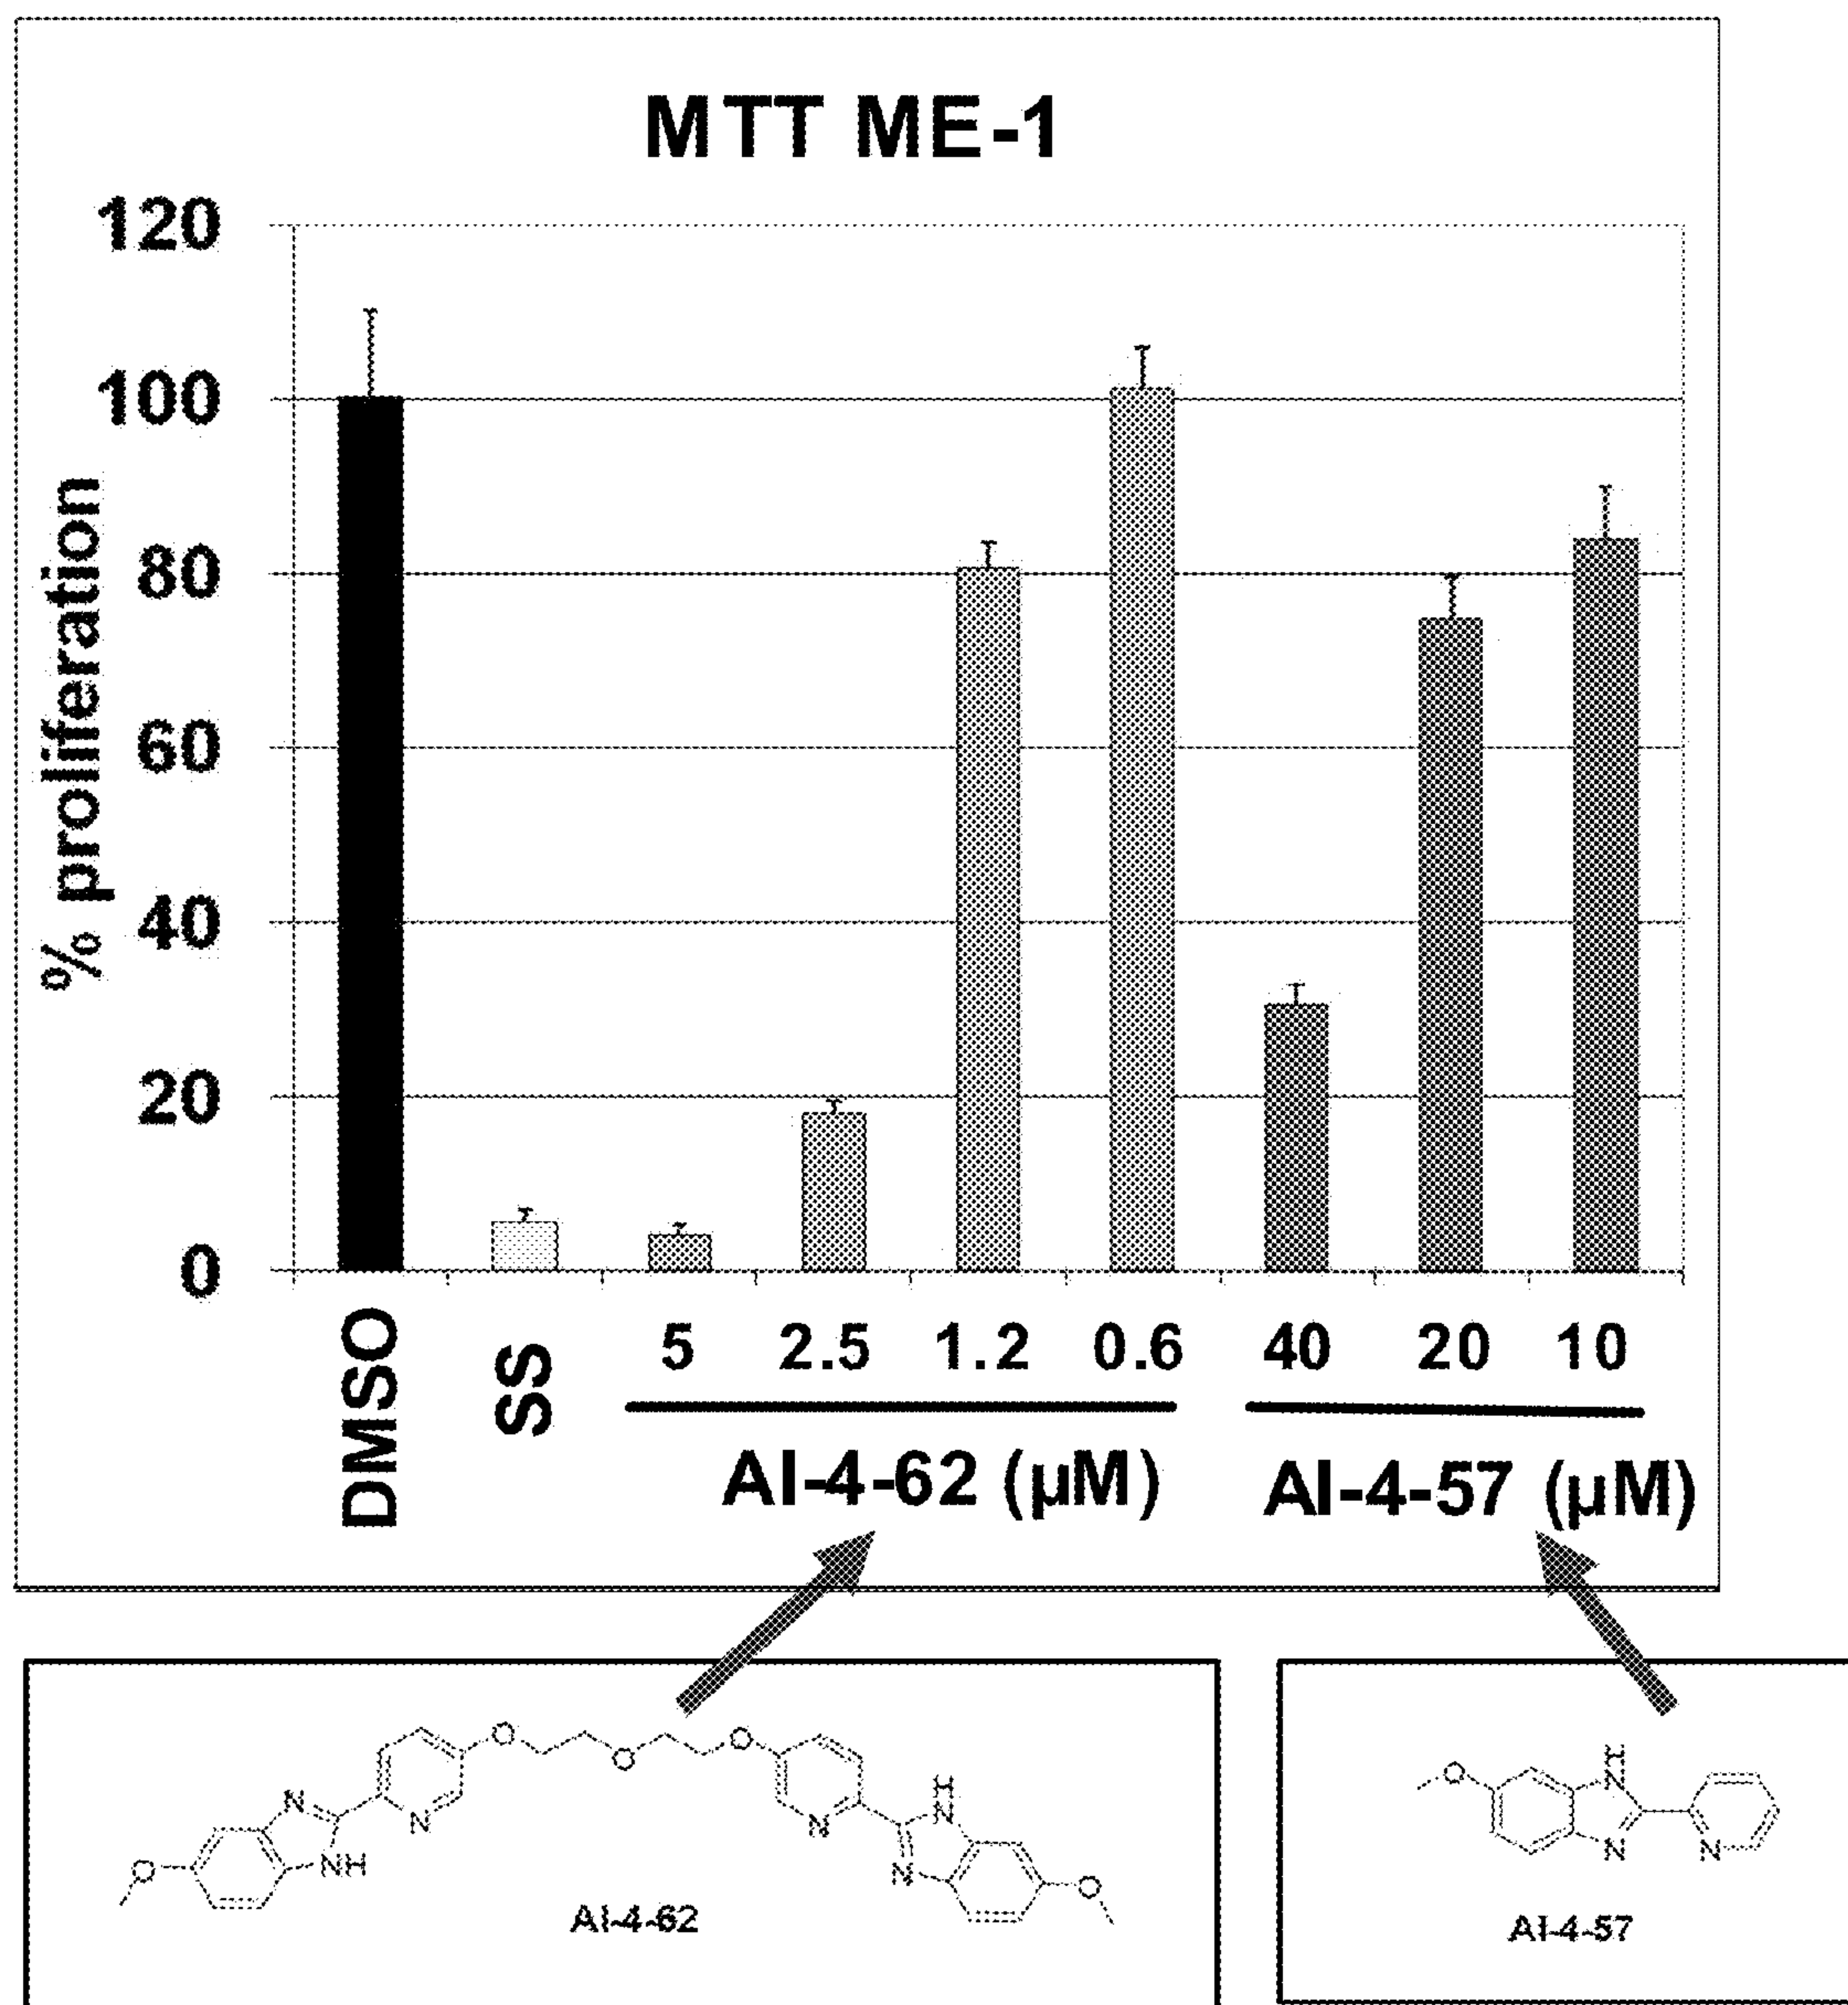 MTT ME-1
120
100
80
60
40
20
0
% proliferation
DMSO
SS
5 2.5 1.2 0.6 40 20 10
AI-4-62 (µM) AI-4-57 (µM)
O O O
N N NH O
N H N N O
AI-4-62
O H N N N
AI-4-57